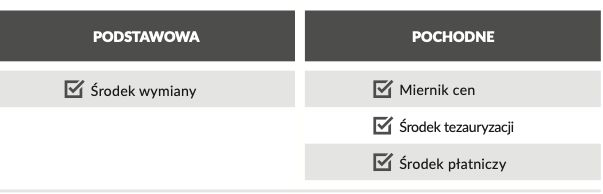 PODSTAWOWA
Środek wymiany
POCHODNE
Miernik cen
Środek tezauryzacji
Środek płatniczy